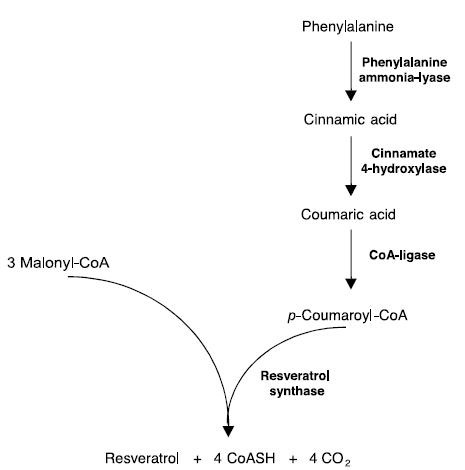 Phenylalanine
Phenylalanine
ammonia-lyase
Cinnamic acid
Cinnamate
4-hydroxylase
Coumaric acid
CoA-ligase
3 Malonyl-CoA
p-Coumaroyl-CoA
Resveratrol
synthase
Resveratrol + 4 CoASH + 4 CO₂